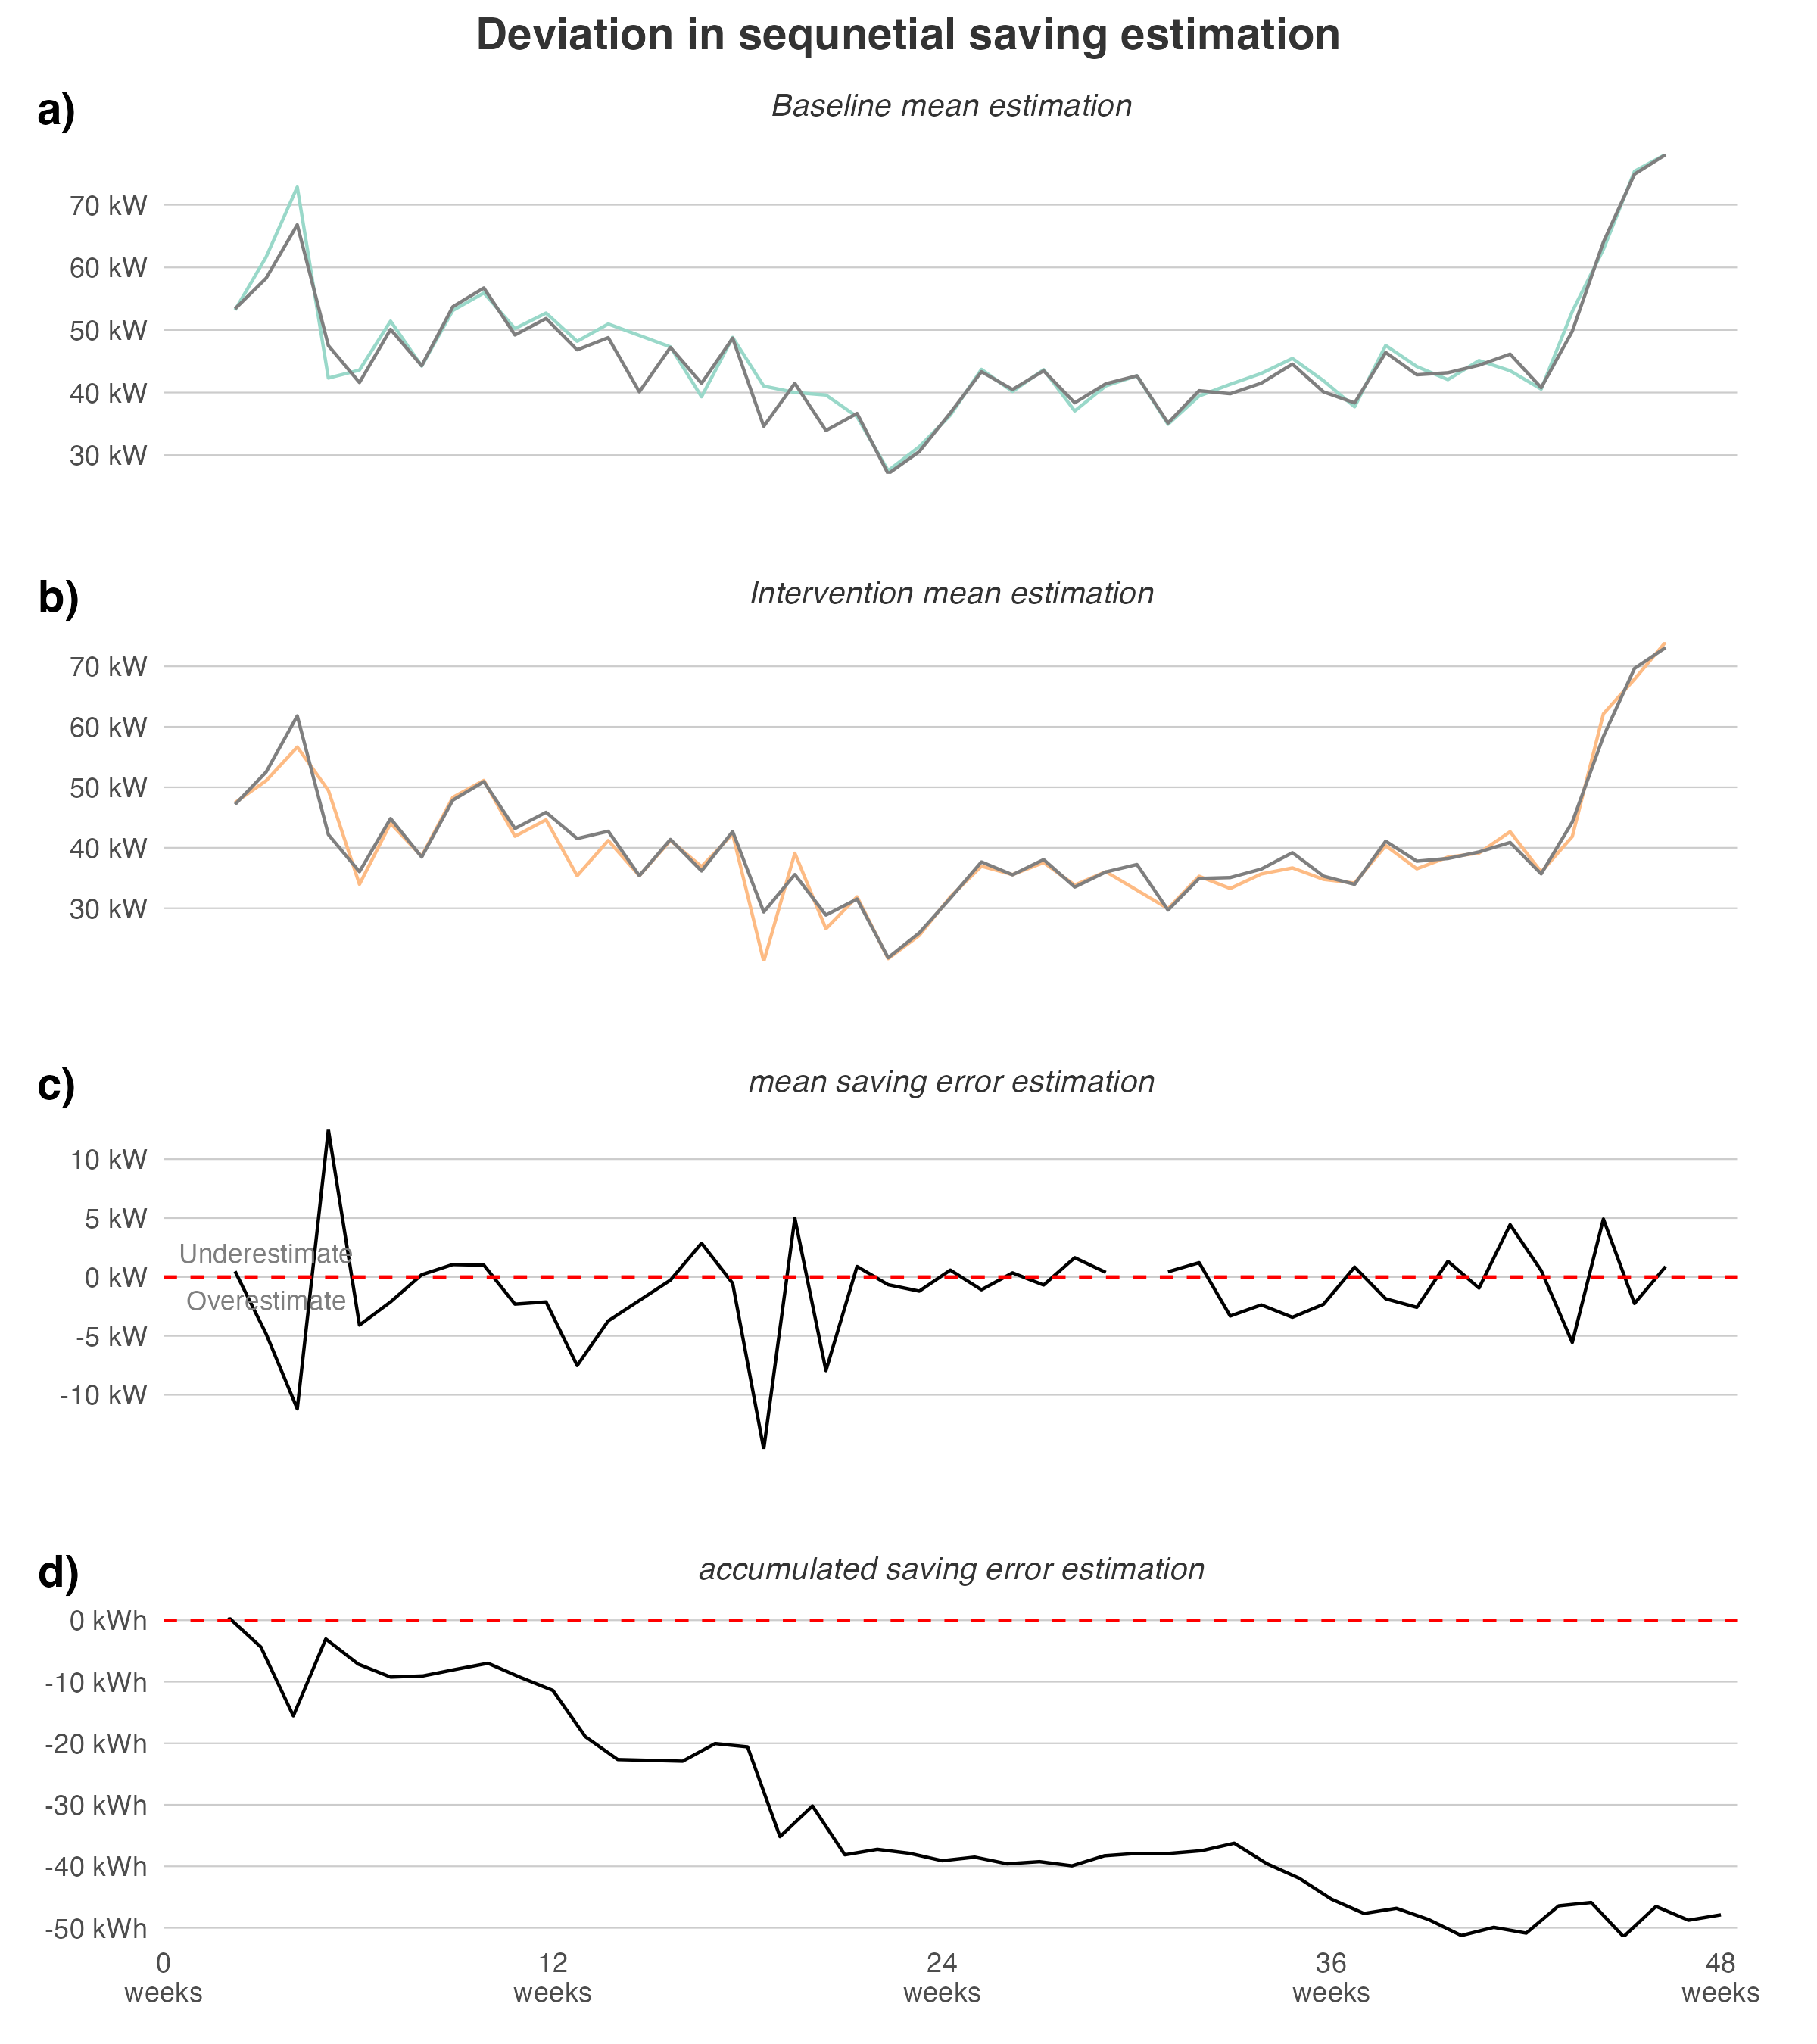 Deviation in sequnetial saving estimation
a)
Baseline mean estimation
70 kW
60 kW
50 kW
40 kW
30 kW
b)
Intervention mean estimation
70 kW
60 kW
50 kW
40 kW
30 kW
c)
mean saving error estimation
10 kW
5 kW
Underestimate
0 kW
Overestimate
-5 kW
-10 kW
d)
accumulated saving error estimation
0 kWh
-10 kWh
-20 kWh
-30 kWh
-40 kWh
-50 kWh
0 12 24 36 48
weeks weeks weeks weeks weeks